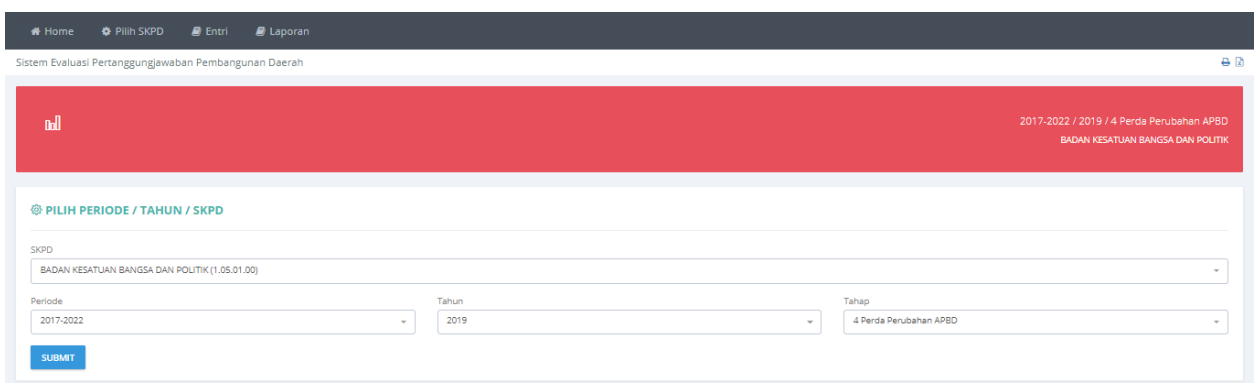 Home Pilih SKPD Entri Laporan
Sistem Evaluasi Pertanggungjawaban Pembangunan Daerah
2017-2022 / 2019 / 4 Perda Perubahan APBD
BADAN KESATUAN BANGSA DAN POLITIK
PILIH PERIODE / TAHUN / SKPD
SKPD
BADAN KESATUAN BANGSA DAN POLITIK (1.05.01.00)
Periode Tahun Tahap
2017-2022 2019 4 Perda Perubahan APBD
SUBMIT